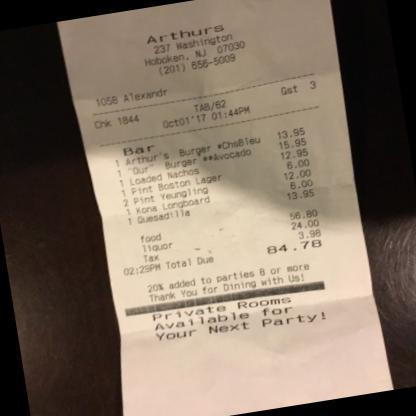 Arthurs
237 Washington
Hoboken, NJ 07030
(201) 656-5009
1058 Alexandr
Chk 1844 TAB/62 Gst 3
Oct01'17 01:44PM
Bar
1 Arthur's Burger *ChsBleu 13.95
1 "Our" Burger **Avocado 15.95
1 Loaded Nachos 12.95
1 Pint Boston Lager 6.00
2 Pint Yeungling 12.00
1 Kona Longboard 6.00
1 Quesadilla 13.95
food 56.80
liquor 24.00
Tax 3.98
02:29PM Total Due 84.78
20% added to parties 8 or more
Thank You for Dining with Us!
Private Rooms
Available for
Your Next Party!